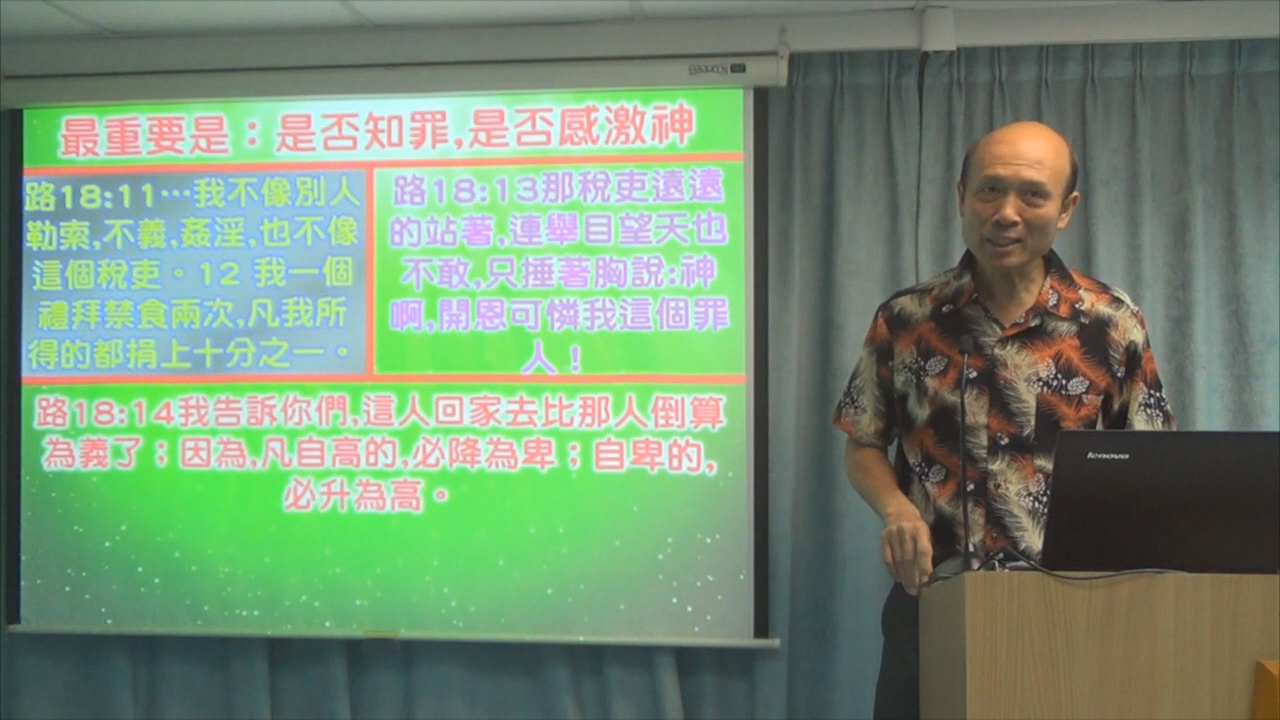 最重要是：是否知罪,是否感激神
路18:11…我不像別人
勒索,不義,姦淫,也不像
這個稅吏。12 我一個
禮拜禁食兩次,凡我所
得的都捐上十分之一。
路18:13那稅吏遠遠
的站著,連舉目望天也
不敢,只捶著胸說:神
啊,開恩可憐我這個罪
人！
路18:14我告訴你們,這人回家去比那人倒算
為義了；因為,凡自高的,必降為卑；自卑的,
必升為高。
lenovo